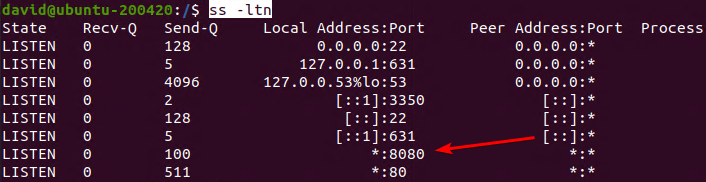 david@ubuntu-200420:/$ ss -ltn
State Recv-Q Send-Q Local Address:Port Peer Address:Port Process
LISTEN 0 128 0.0.0.0:22 0.0.0.0:*
LISTEN 0 5 127.0.0.1:631 0.0.0.0:*
LISTEN 0 4096 127.0.0.53%lo:53 0.0.0.0:*
LISTEN 0 2 [::1]:3350 [::]:*
LISTEN 0 128 [::]:22 [::]:*
LISTEN 0 5 [::1]:631 [::]:*
LISTEN 0 100 *:8080 *:*
LISTEN 0 511 *:80 *:*